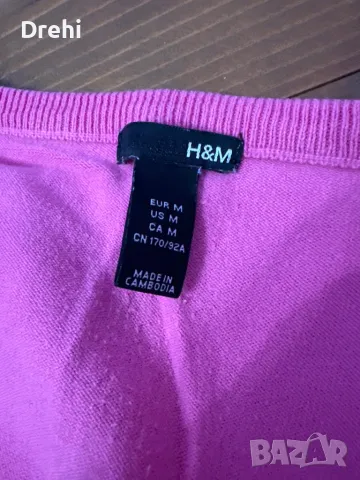 Drehi
H&M
EUR M
US M
CA M
CN 170/92A
MADE IN
CAMBODIA
BAZAR